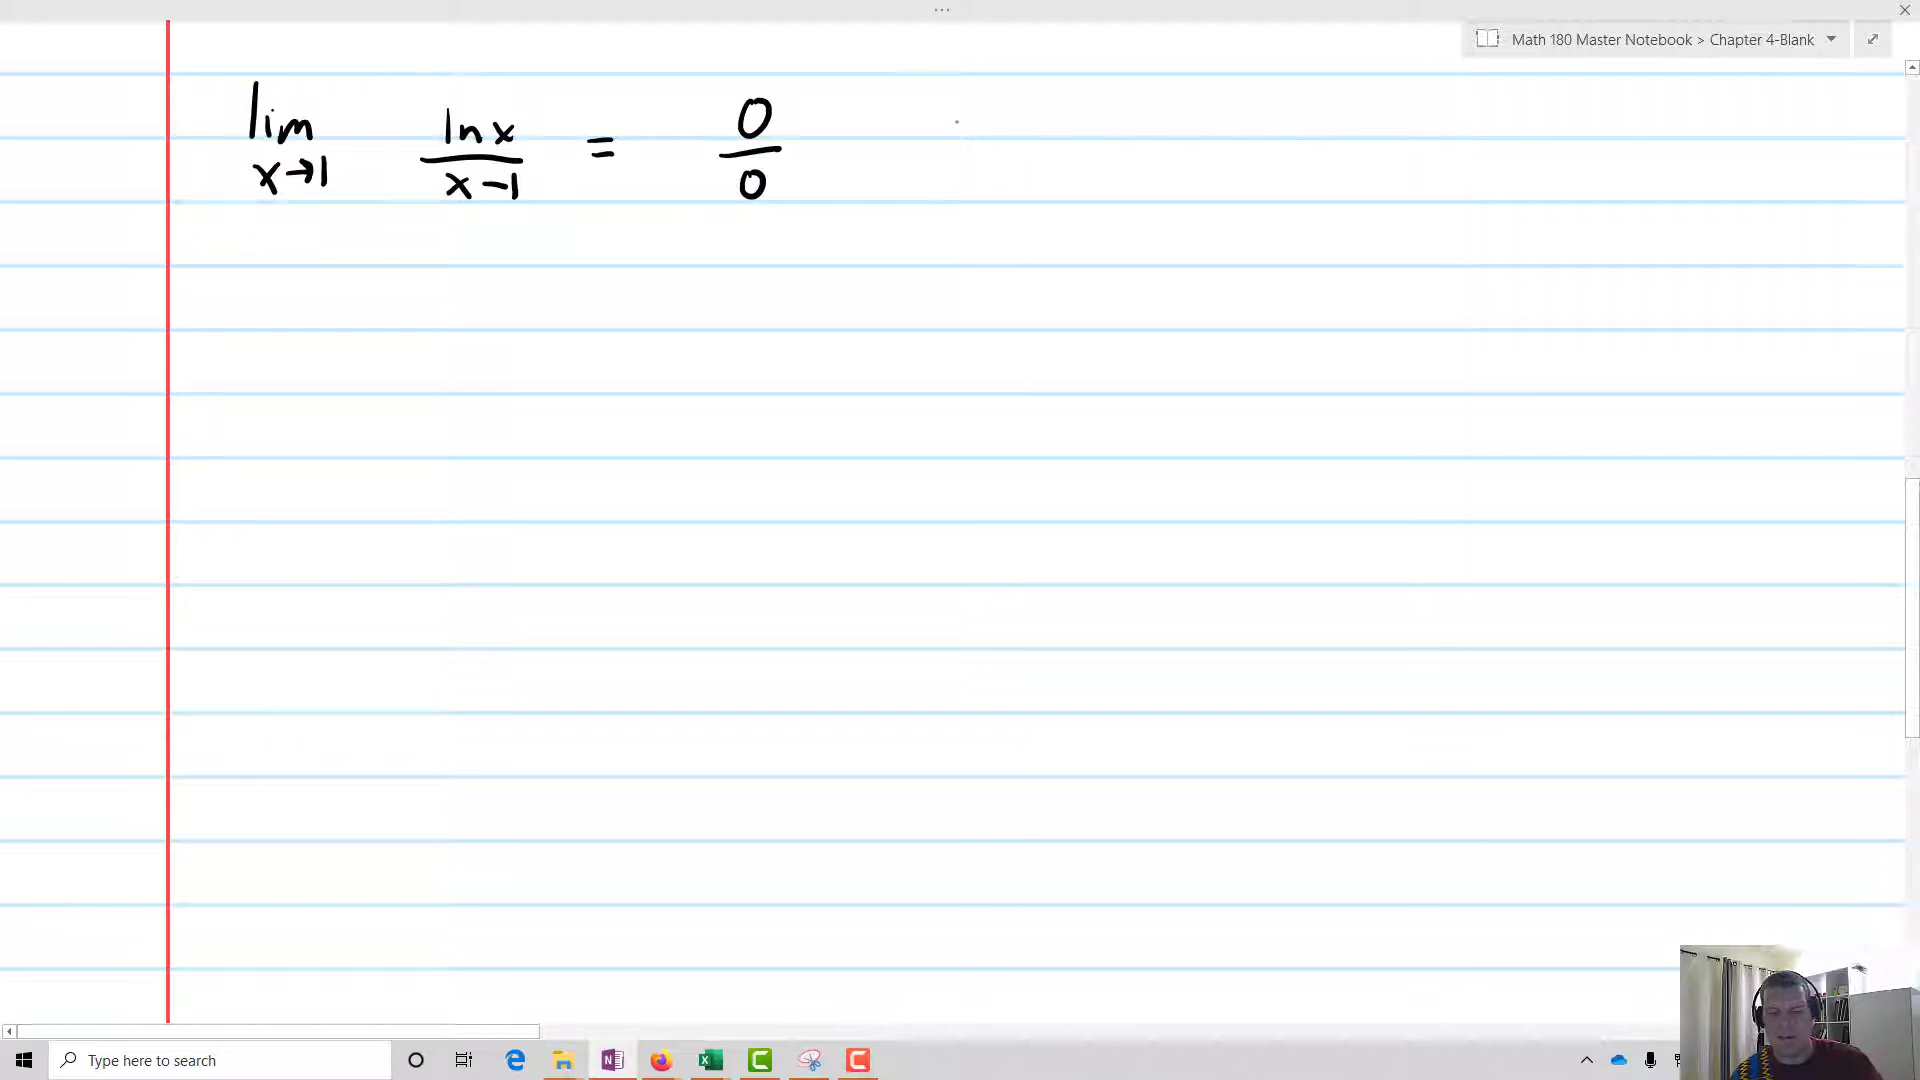 Math 180 Master Notebook > Chapter 4-Blank
lim ln x 0
x→1 x-1 = 0
Type here to search